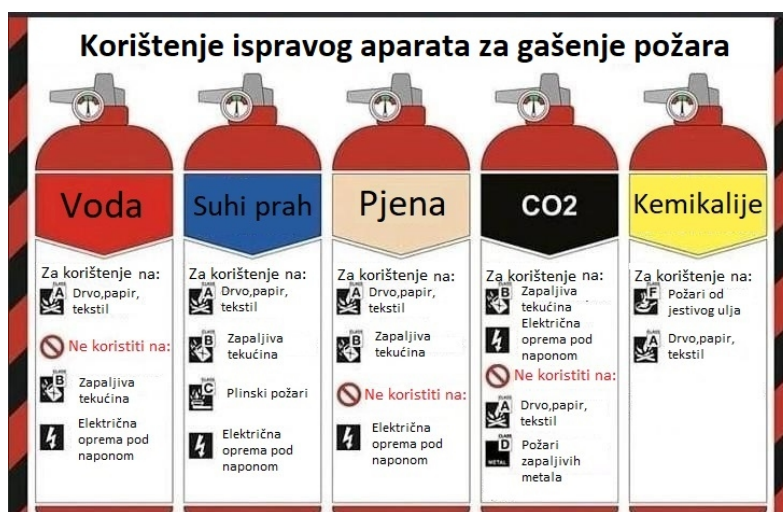 Korištenje ispravog aparata za gašenje požara
Voda
Za korištenje na:
A Drvo,papir,
tekstil
Ne koristiti na:
B Zapaljiva
tekućina
Električna
oprema pod
naponom
Suhi prah
Za korištenje na:
A Drvo,papir,
tekstil
B Zapaljiva
tekućina
C Plinski požari
Električna
oprema pod
naponom
Pjena
Za korištenje na:
A Drvo,papir,
tekstil
B Zapaljiva
tekućina
Ne koristiti na:
Električna
oprema pod
naponom
CO2
Za korištenje na:
B Zapaljiva
tekućina
Električna
oprema pod
naponom
Ne koristiti na:
A Drvo,papir,
tekstil
D Požari
METAL zapaljivih
metala
Kemikalije
Za korištenje na:
F Požari od
jestivog ulja
A Drvo,papir,
tekstil